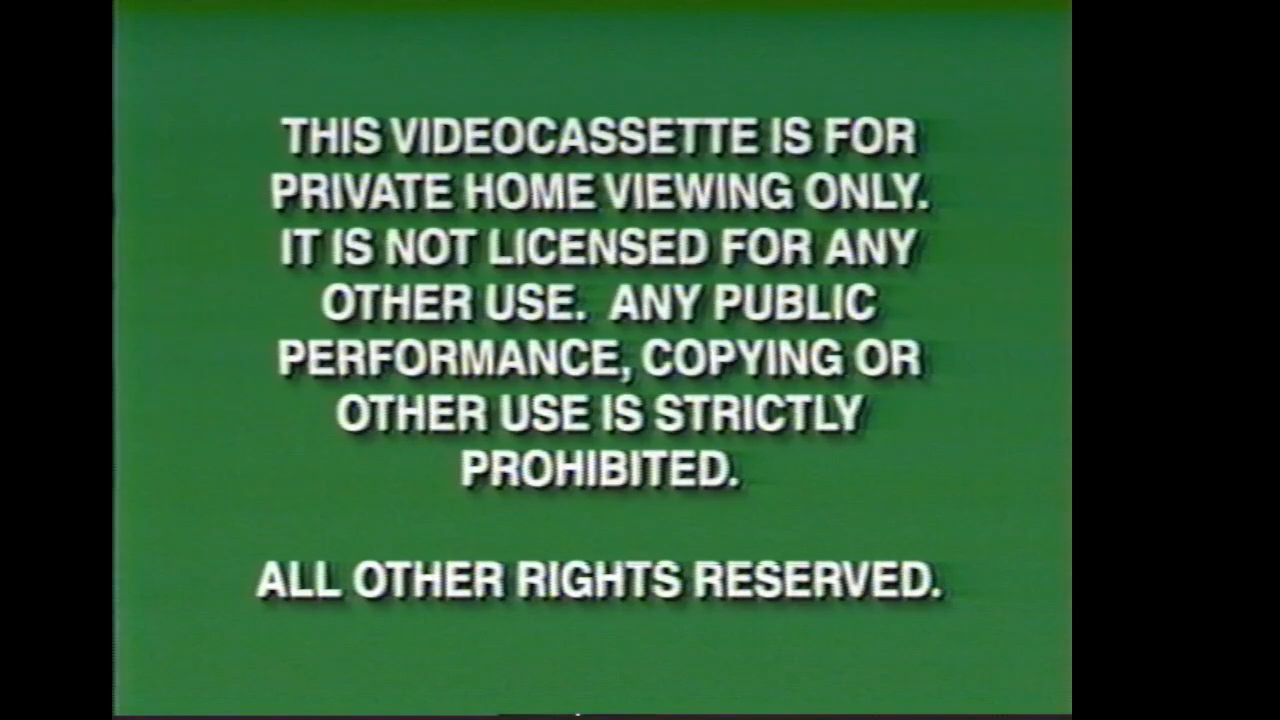 THIS VIDEOCASSETTE IS FOR
PRIVATE HOME VIEWING ONLY.
IT IS NOT LICENSED FOR ANY
OTHER USE.  ANY PUBLIC
PERFORMANCE, COPYING OR
OTHER USE IS STRICTLY
PROHIBITED.
ALL OTHER RIGHTS RESERVED.